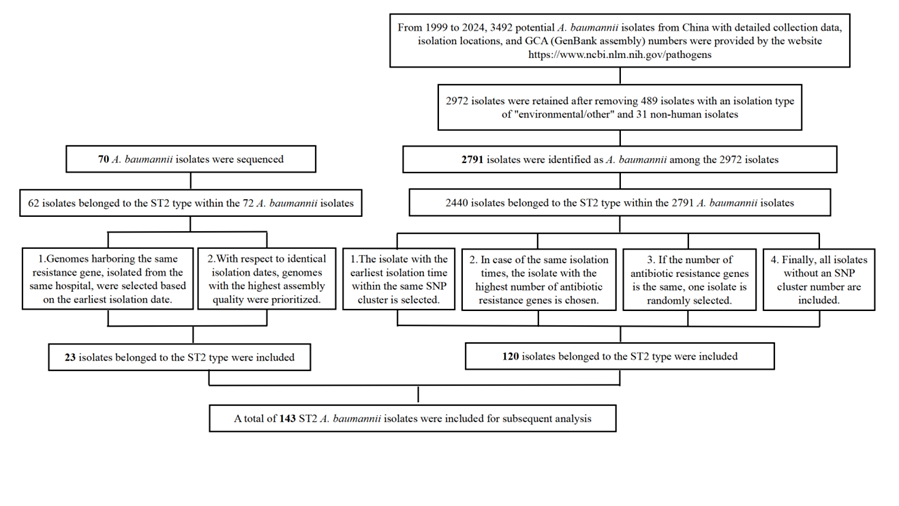 From 1999 to 2024, 3492 potential A. baumannii isolates from China with detailed collection data,
isolation locations, and GCA (GenBank assembly) numbers were provided by the website
https://www.ncbi.nlm.nih.gov/pathogens
2972 isolates were retained after removing 489 isolates with an isolation type
of "environmental/other" and 31 non-human isolates
70 A. baumannii isolates were sequenced
2791 isolates were identified as A. baumannii among the 2972 isolates
62 isolates belonged to the ST2 type within the 72 A. baumannii isolates
2440 isolates belonged to the ST2 type within the 2791 A. baumannii isolates
1.Genomes harboring the same
resistance gene, isolated from the
same hospital, were selected based
on the earliest isolation date.
2.With respect to identical
isolation dates, genomes
with the highest assembly
quality were prioritized.
1.The isolate with the
earliest isolation time
within the same SNP
cluster is selected.
2. In case of the same isolation
times, the isolate with the
highest number of antibiotic
resistance genes is chosen.
3. If the number of
antibiotic resistance genes
is the same, one isolate is
randomly selected.
4. Finally, all isolates
without an SNP
cluster number are
included.
23 isolates belonged to the ST2 type were included
120 isolates belonged to the ST2 type were included
A total of 143 ST2 A. baumannii isolates were included for subsequent analysis